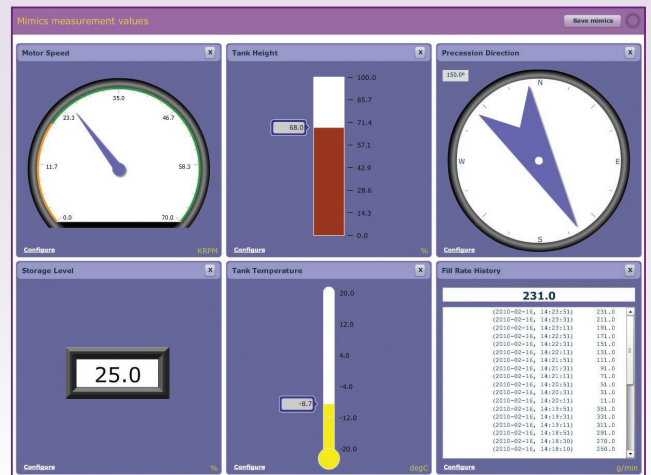 Mimics measurement values
Save mimics
Motor Speed X
35.0
23.3 46.7
11.7 58.3
0.0 70.0
Configure KRPM
Tank Height X
100.0
85.7
71.4
68.0
57.1
42.9
28.6
14.3
0.0
Configure %
Precession Direction X
150.0º
N
W E
S
Configure
Storage Level X
25.0
Configure %
Tank Temperature X
20.0
12.0
4.0
-4.0
-8.7
-12.0
-20.0
Configure degC
Fill Rate History X
231.0
(2010-02-16, 14:23:51) 231.0
(2010-02-16, 14:23:31) 211.0
(2010-02-16, 14:23:11) 191.0
(2010-02-16, 14:22:51) 171.0
(2010-02-16, 14:22:31) 151.0
(2010-02-16, 14:22:11) 131.0
(2010-02-16, 14:21:51) 111.0
(2010-02-16, 14:21:31) 91.0
(2010-02-16, 14:21:11) 71.0
(2010-02-16, 14:20:51) 51.0
(2010-02-16, 14:20:31) 31.0
(2010-02-16, 14:20:11) 11.0
(2010-02-16, 14:19:51) 351.0
(2010-02-16, 14:19:31) 331.0
(2010-02-16, 14:19:11) 311.0
(2010-02-16, 14:18:51) 291.0
(2010-02-16, 14:18:30) 270.0
(2010-02-16, 14:18:10) 250.0
Configure g/min